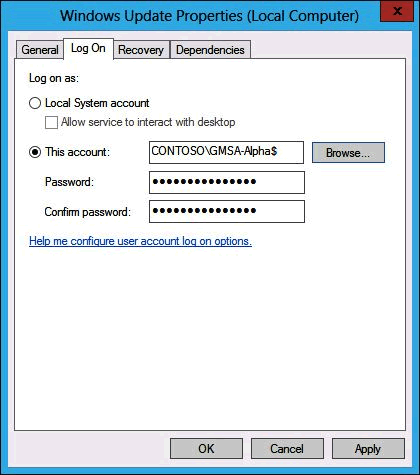 Windows Update Properties (Local Computer)
x
General Log On Recovery Dependencies
Log on as:
Local System account
Allow service to interact with desktop
This account: CONTOSO\GMSA-Alpha$ Browse...
Password: ●●●●●●●●●●●●●●●
Confirm password: ●●●●●●●●●●●●●●●
Help me configure user account log on options.
OK Cancel Apply